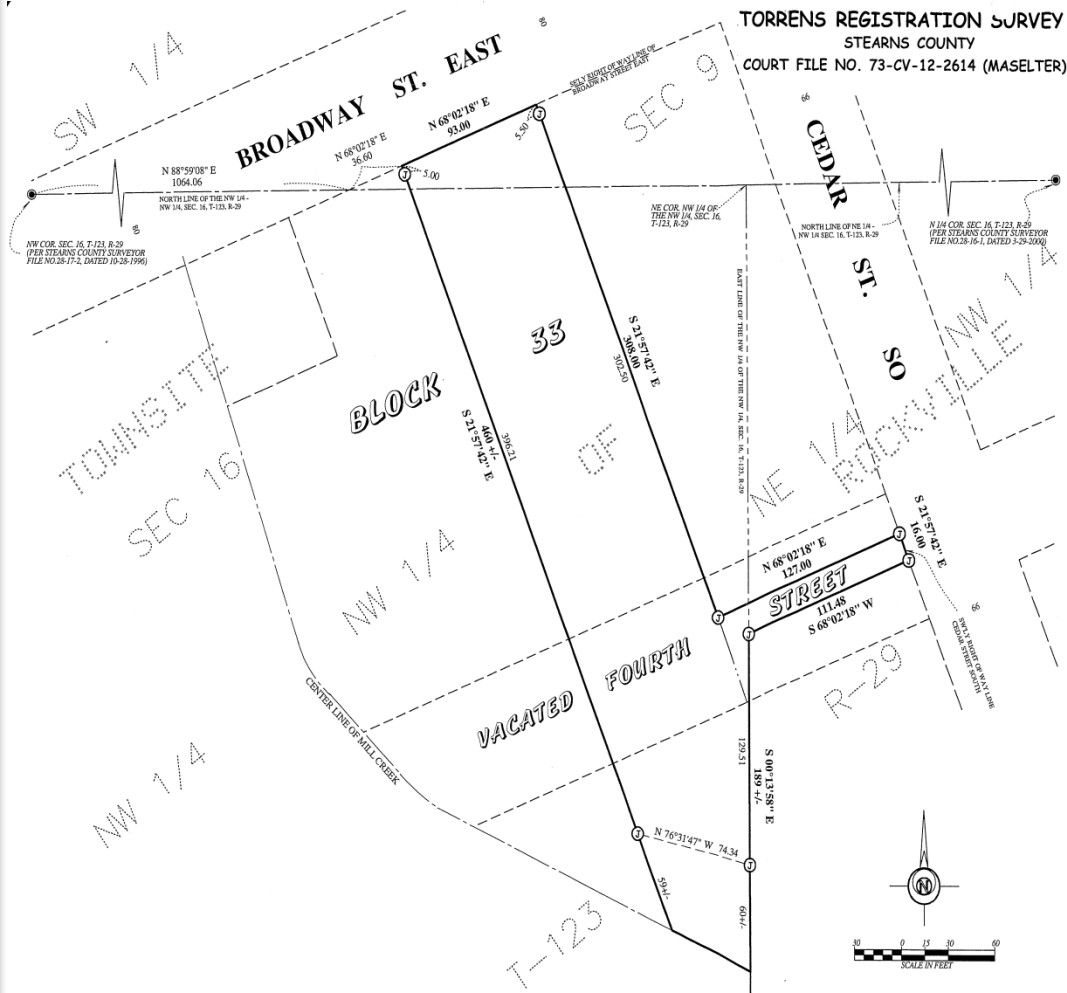 TORRENS REGISTRATION SURVEY
STEARNS COUNTY
COURT FILE NO. 73-CV-12-2614 (MASELTER)
SW 1/4
BROADWAY ST. EAST
80
SE'LY RIGHT OF WAY LINE OF
BROADWAY STREET EAST
SEC 9
66
CEDAR ST. SO
N 68°02'18" E
93.00
5.50
J
N 68°02'18" E
36.60
5.00
J
N 88°59'08" E
1064.06
NORTH LINE OF THE NW 1/4 -
NW 1/4, SEC. 16, T-123, R-29
80
NW COR. SEC. 16, T-123, R-29
(PER STEARNS COUNTY SURVEYOR
FILE NO.28-17-2, DATED 10-28-1996)
NE COR. NW 1/4 OF
THE NW 1/4, SEC. 16,
T-123, R-29
NORTH LINE OF NE 1/4 -
NW 1/4 SEC. 16, T-123, R-29
N 1/4 COR. SEC. 16, T-123, R-29
(PER STEARNS COUNTY SURVEYOR
FILE NO.28-16-1, DATED 3-29-2000)
NW 1/4
33
S 21°57'42" E
308.00
302.50
EAST LINE OF THE NW 1/4 OF THE NW 1/4, SEC. 16, T-123, R-29
TOWNSITE
BLOCK
OF
ROCKVILLE
396.21
460 +/-
S 21°57'42" E
SEC 16
NE 1/4
NW 1/4
S 21°57'42" E
16.00
J
J
N 68°02'18" E
127.00
STREET
111.48
S 68°02'18" W
J
J
66
SW'LY RIGHT OF WAY LINE
CEDAR STREET SOUTH
FOURTH
VACATED
R-29
CENTER LINE OF MILL CREEK
129.51
S 00°13'58" E
189 +/-
NW 1/4
J
N 76°31'47" W 74.34
J
59+/-
60+/-
T-123
N
30 0 15 30 60
SCALE IN FEET